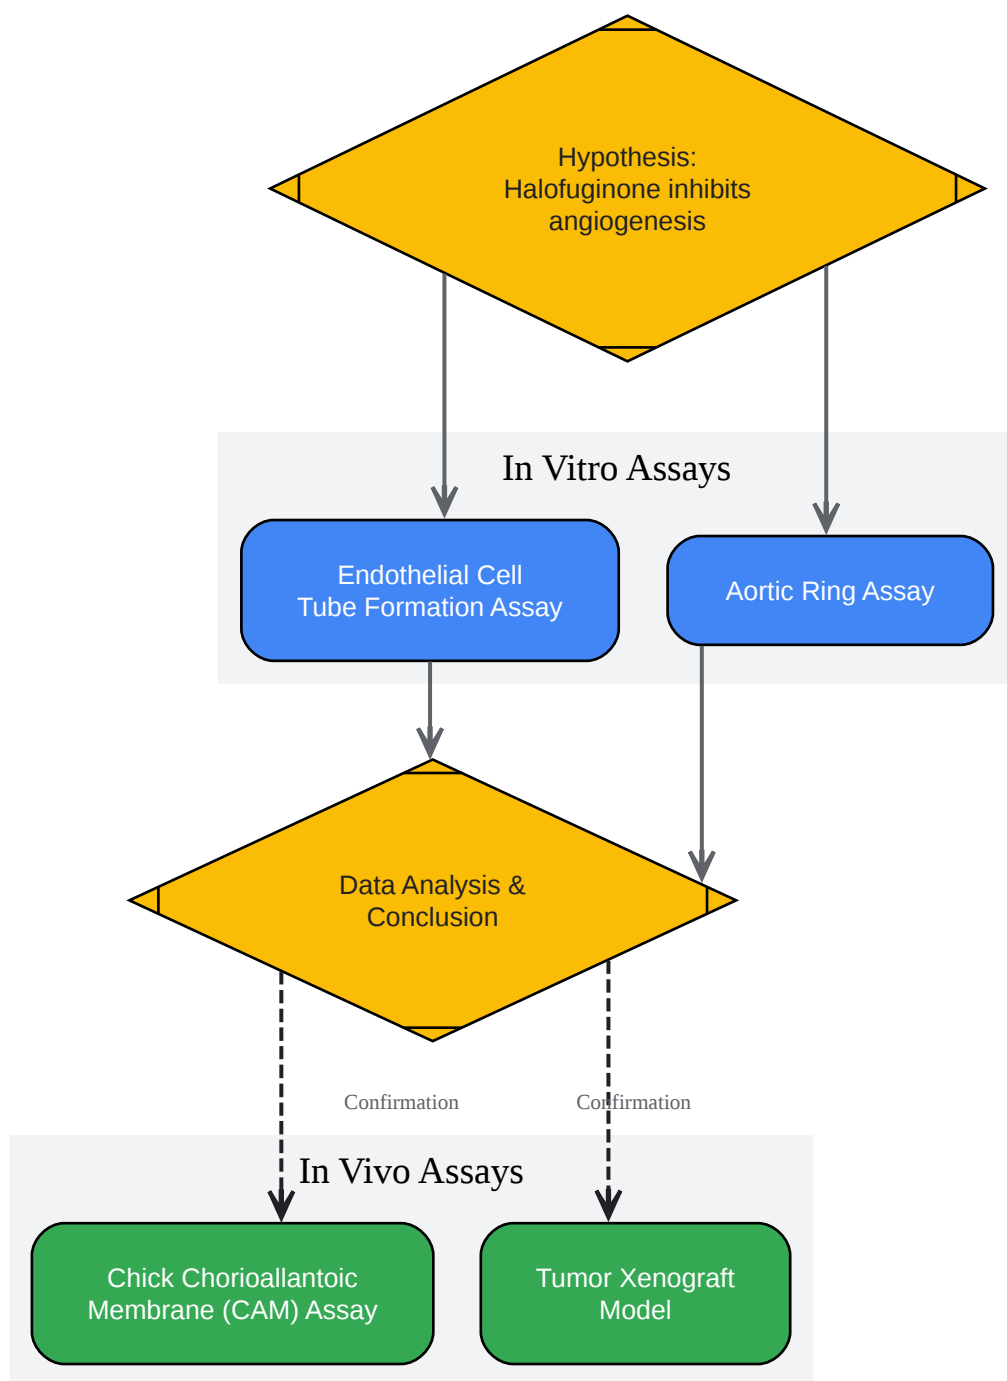 Hypothesis:
Halofuginone inhibits
angiogenesis
In Vitro Assays
Endothelial Cell
Tube Formation Assay
Aortic Ring Assay
Data Analysis &
Conclusion
Confirmation
Confirmation
In Vivo Assays
Chick Chorioallantoic
Membrane (CAM) Assay
Tumor Xenograft
Model